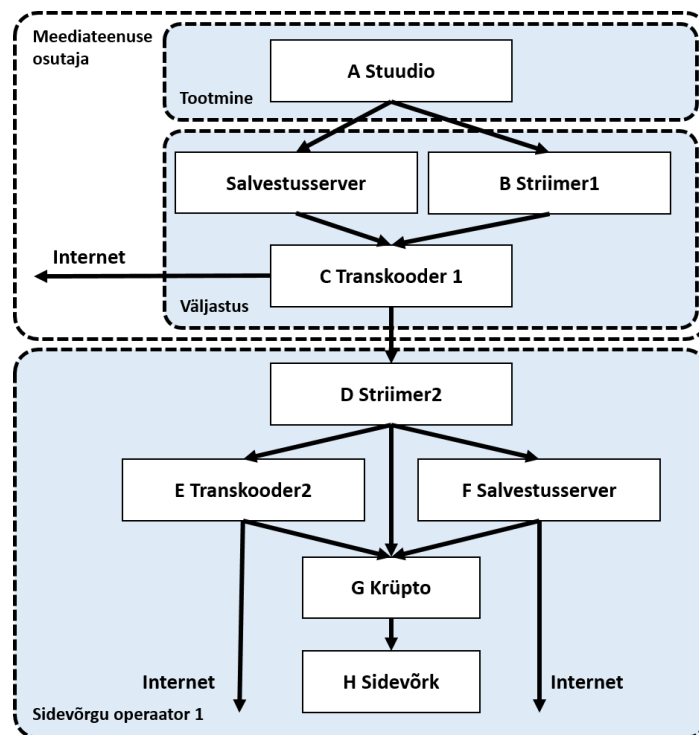 Meediateenuse
osutaja
A Stuudio
Tootmine
Salvestusserver
B Striimer1
Internet
C Transkooder 1
Väljastus
D Striimer2
E Transkooder2
F Salvestusserver
G Krüpto
Internet
H Sidevõrk
Internet
Sidevõrgu operaator 1